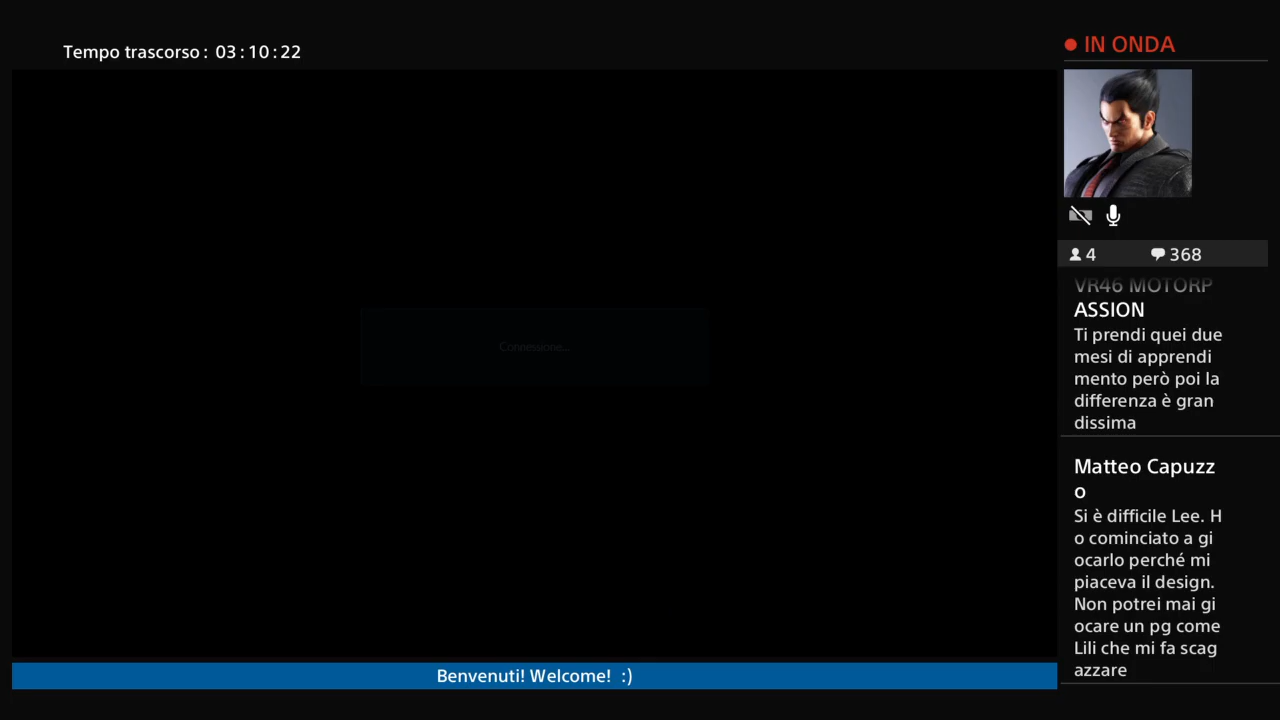 Tempo trascorso : 03 : 10 : 22
IN ONDA
4
368
VR46 MOTORP
ASSION
Ti prendi quei due
mesi di apprendi
mento però poi la
differenza è gran
dissima
Matteo Capuzz
o
Si è difficile Lee. H
o cominciato a gi
ocarlo perché mi
piaceva il design.
Non potrei mai gi
ocare un pg come
Lili che mi fa scag
azzare
Connessione...
Benvenuti! Welcome! :)